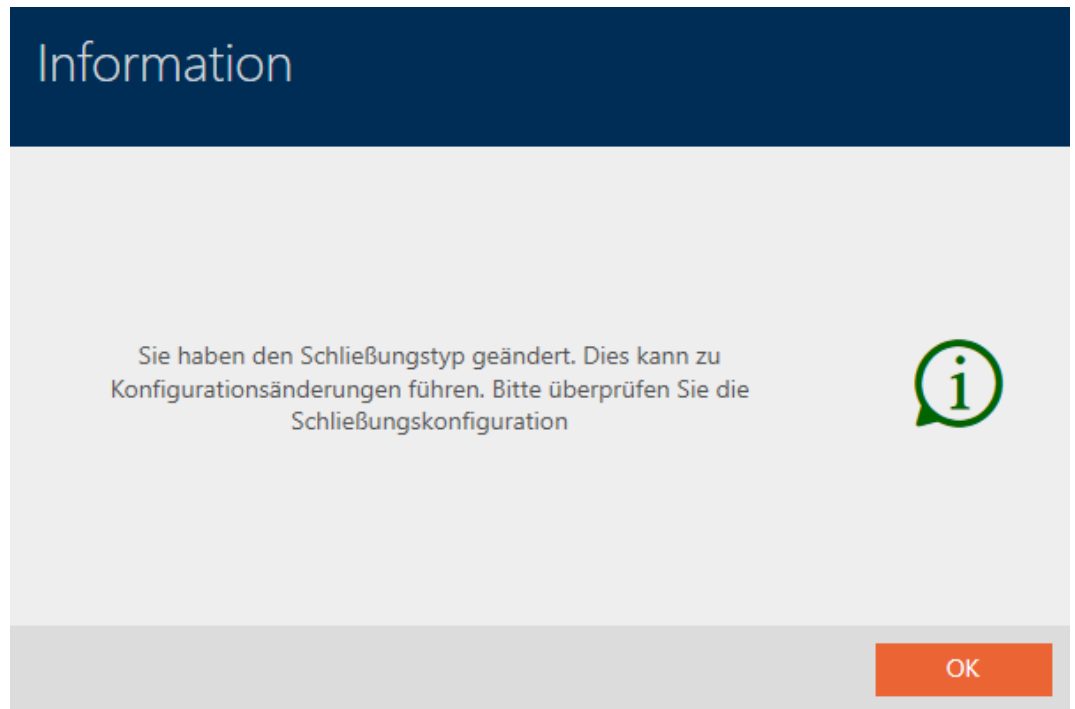 Information
Sie haben den Schließungstyp geändert. Dies kann zu
Konfigurationsänderungen führen. Bitte überprüfen Sie die
Schließungskonfiguration
OK